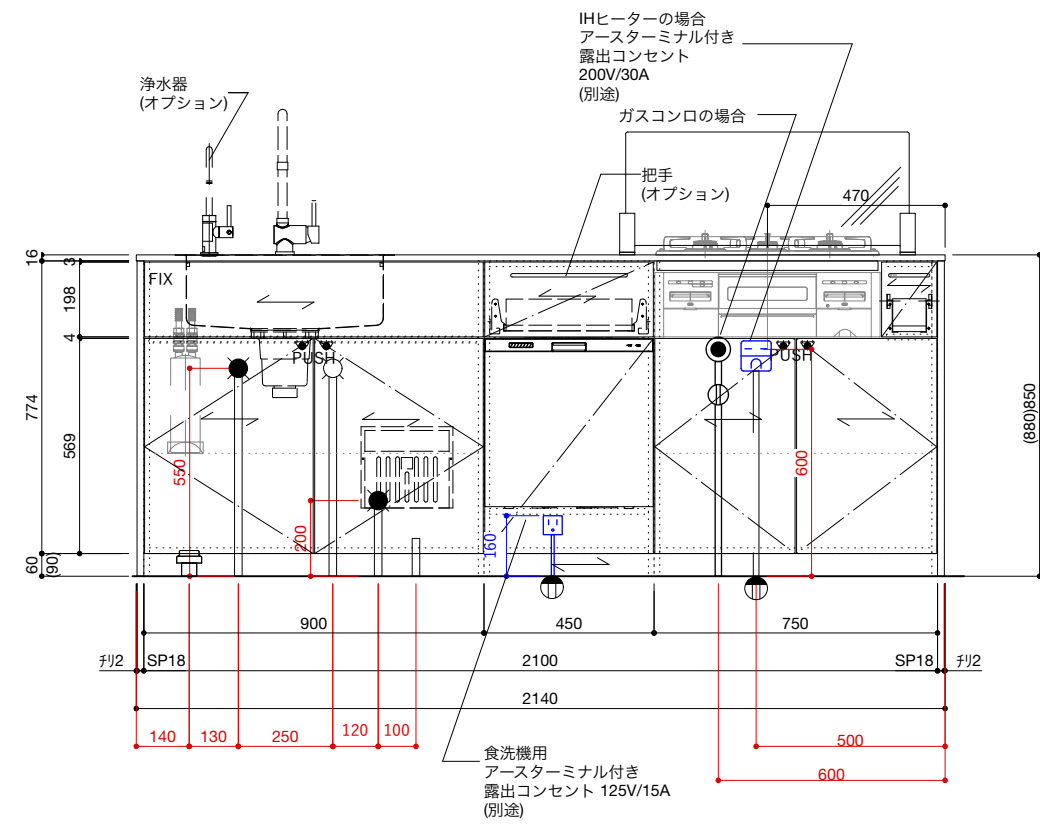 IHヒーターの場合
アースターミナル付き
露出コンセント
200V/30A
(別途)
浄水器
(オプション)
ガスコンロの場合
把手
(オプション)
470
16
3
FIX
198
4
PUSH
PUSH
774
569
550
200
160
600
(880)850
60
(90)
900
450
750
ﾁﾘ2
SP18
2100
SP18
ﾁﾘ2
2140
140
130
250
120
100
500
600
食洗機用
アースターミナル付き
露出コンセント 125V/15A
(別途)